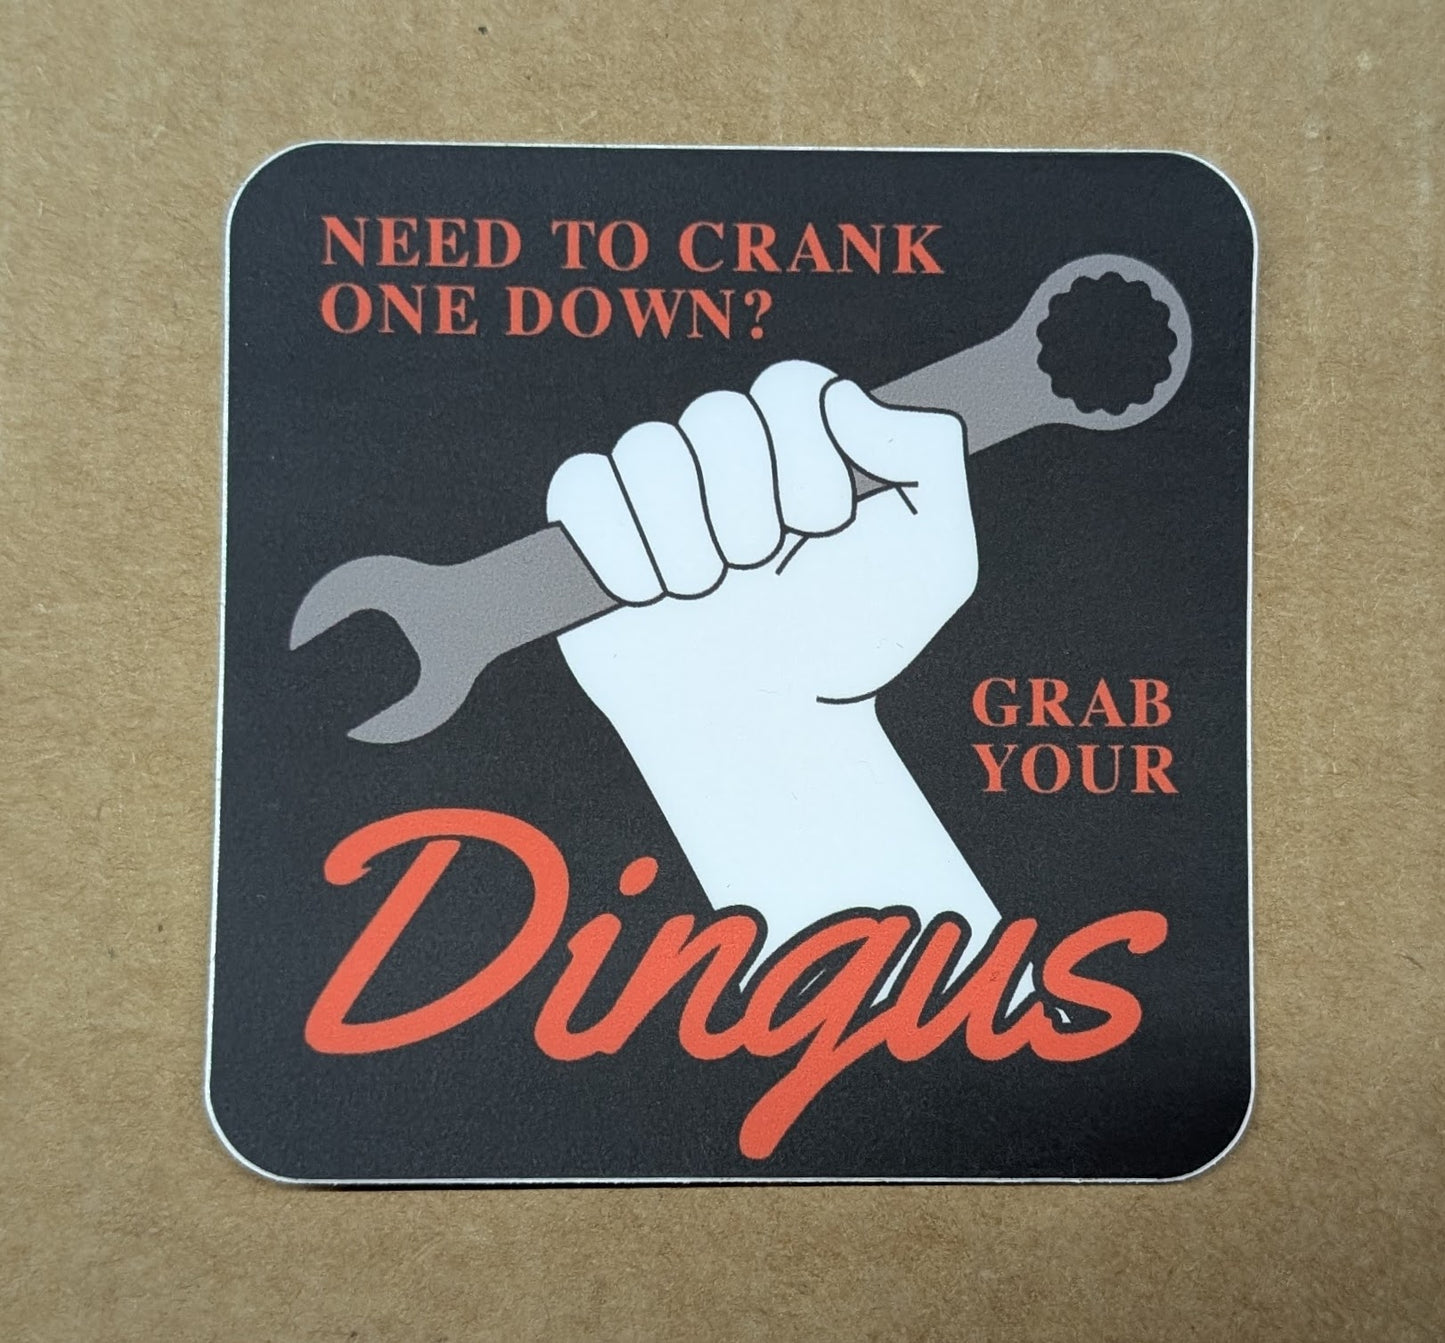 NEED TO CRANK
ONE DOWN?
GRAB
YOUR
Dingus